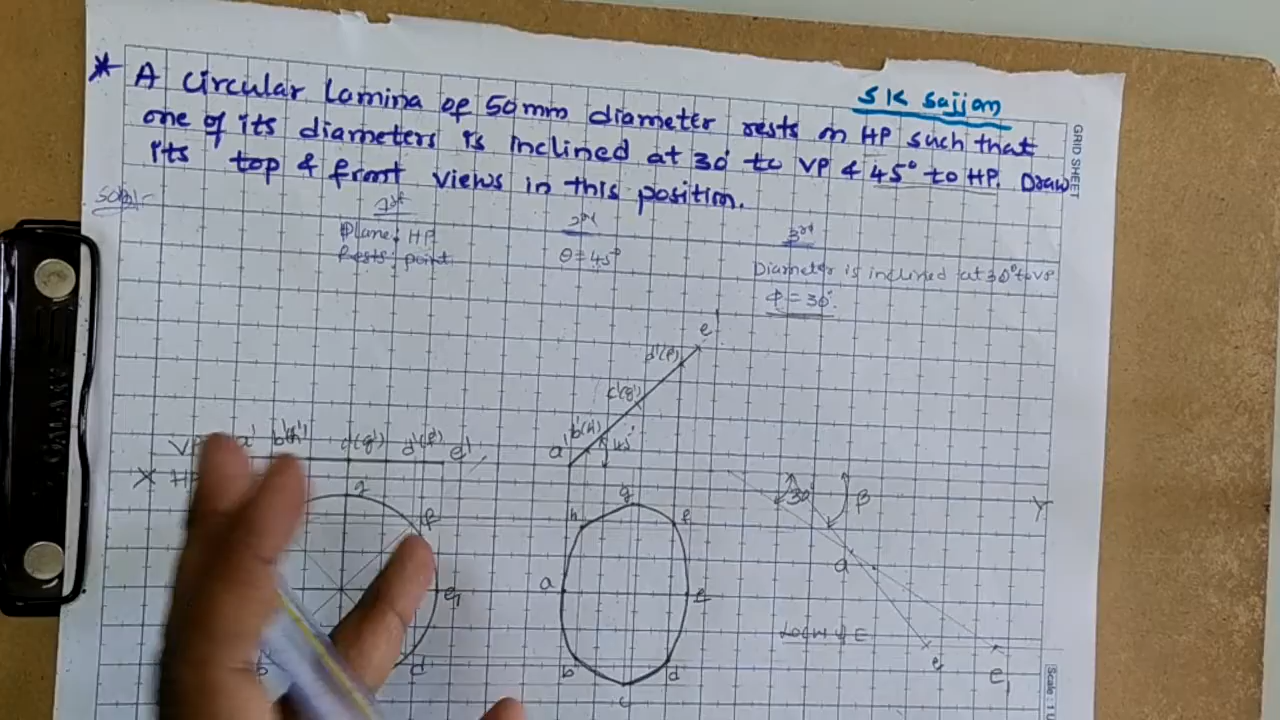 * A Circular Lamina of 50mm diameter rests on HP such that
SK Sajjam
one of its diameters is inclined at 30° to VP & 45° to HP. Draw
its top & front views in this position.
Soln:-
1st
2nd
3rd
Plane: HP
Rests: point
θ = 45°
Diameter is inclined at 30° to VP
φ = 30°.
e'
d'(f')
c'(g')
b'(h')
a' 45°
VP a' b'(h') c'(g') d'(f') e'
X HP Y
g f e1 d b
h g f a e b c d
30° β
a
Locus of E
e e1
GRID SHEET